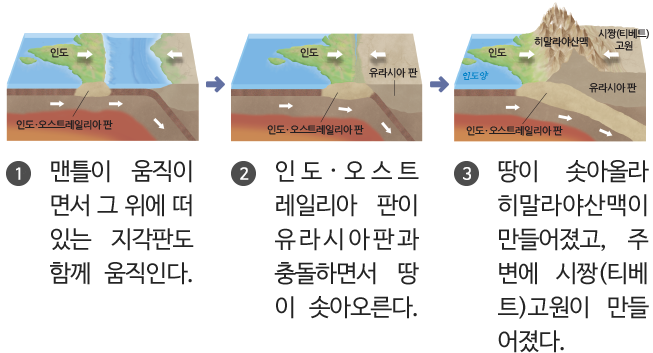 인도
인도·오스트레일리아 판
인도
유라시아 판
인도·오스트레일리아 판
히말라야산맥
시짱(티베트)
고원
인도양
유라시아 판
인도·오스트레일리아 판
1 맨틀이 움직이
면서 그 위에 떠
있는 지각판도
함께 움직인다.
2 인도·오스트
레일리아 판이
유라시아판과
충돌하면서 땅
이 솟아오른다.
3 땅이 솟아올라
히말라야산맥이
만들어졌고, 주
변에 시짱(티베
트)고원이 만들
어졌다.